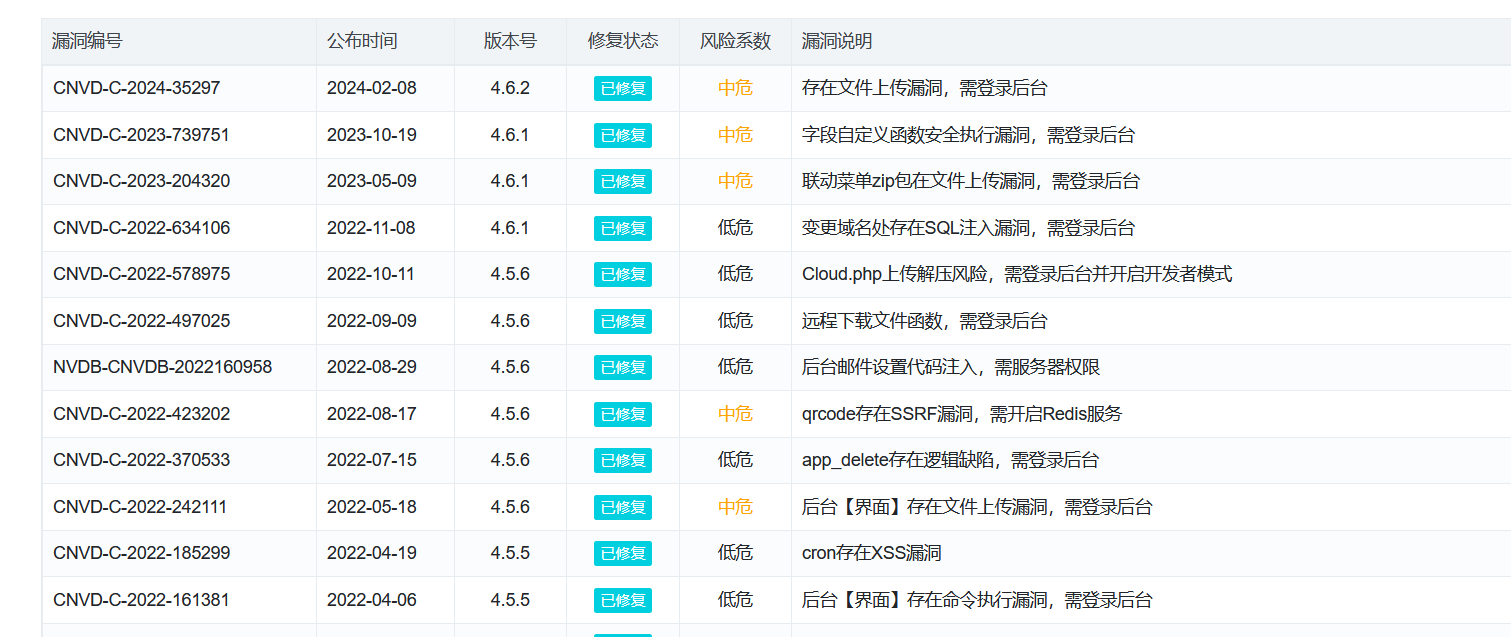 漏洞编号 公布时间 版本号 修复状态 风险系数 漏洞说明
CNVD-C-2024-35297 2024-02-08 4.6.2 已修复 中危 存在文件上传漏洞，需登录后台
CNVD-C-2023-739751 2023-10-19 4.6.1 已修复 中危 字段自定义函数安全执行漏洞，需登录后台
CNVD-C-2023-204320 2023-05-09 4.6.1 已修复 中危 联动菜单zip包在文件上传漏洞，需登录后台
CNVD-C-2022-634106 2022-11-08 4.6.1 已修复 低危 变更域名处存在SQL注入漏洞，需登录后台
CNVD-C-2022-578975 2022-10-11 4.5.6 已修复 低危 Cloud.php上传解压风险，需登录后台并开启开发者模式
CNVD-C-2022-497025 2022-09-09 4.5.6 已修复 低危 远程下载文件函数，需登录后台
NVDB-CNVDB-2022160958 2022-08-29 4.5.6 已修复 低危 后台邮件设置代码注入，需服务器权限
CNVD-C-2022-423202 2022-08-17 4.5.6 已修复 中危 qrcode存在SSRF漏洞，需开启Redis服务
CNVD-C-2022-370533 2022-07-15 4.5.6 已修复 低危 app_delete存在逻辑缺陷，需登录后台
CNVD-C-2022-242111 2022-05-18 4.5.6 已修复 中危 后台【界面】存在文件上传漏洞，需登录后台
CNVD-C-2022-185299 2022-04-19 4.5.5 已修复 低危 cron存在XSS漏洞
CNVD-C-2022-161381 2022-04-06 4.5.5 已修复 低危 后台【界面】存在命令执行漏洞，需登录后台